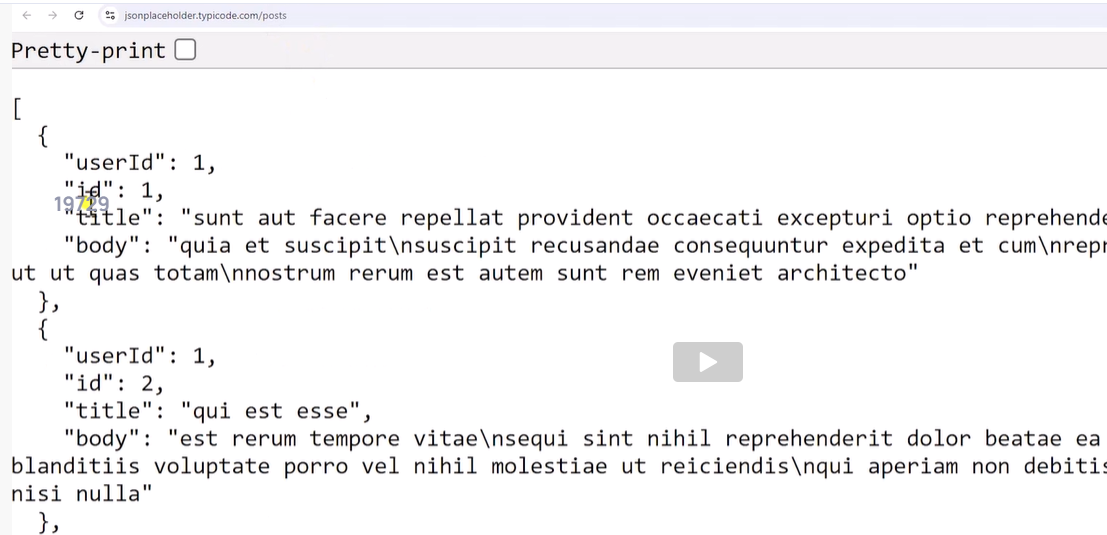 jsonplaceholder.typicode.com/posts
Pretty-print
[
{
"userId": 1,
"id": 1,
19729
"title": "sunt aut facere repellat provident occaecati excepturi optio reprehende
"body": "quia et suscipit\nsuscipit recusandae consequuntur expedita et cum\nrepr
ut ut quas totam\nnostrum rerum est autem sunt rem eveniet architecto"
},
{
"userId": 1,
"id": 2,
"title": "qui est esse",
"body": "est rerum tempore vitae\nsequi sint nihil reprehenderit dolor beatae ea
blanditiis voluptate porro vel nihil molestiae ut reiciendis\nqui aperiam non debitis
nisi nulla"
},